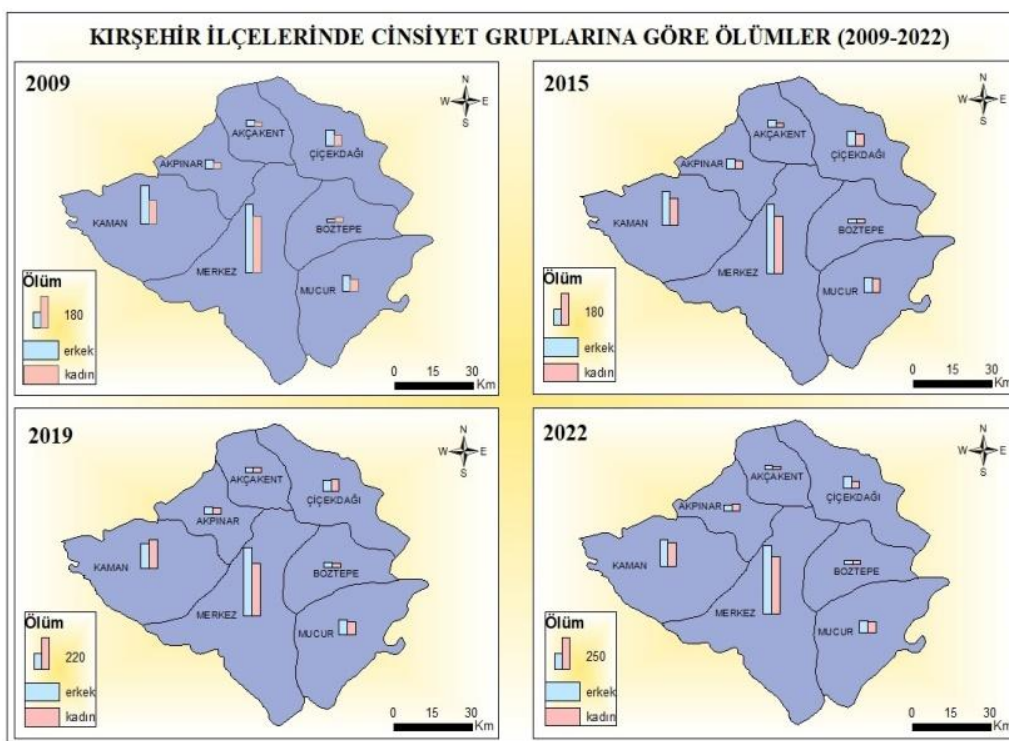 KIRŞEHİR İLÇELERİNDE CİNSİYET GRUPLARINA GÖRE ÖLÜMLER (2009-2022)
2009
N
W E
S
AKÇAKENT
ÇİÇEKDAĞI
AKPINAR
KAMAN
BOZTEPE
MERKEZ
MUCUR
Ölüm
180
erkek
kadın
0 15 30
Km
2015
N
W E
S
AKÇAKENT
ÇİÇEKDAĞI
AKPINAR
KAMAN
BOZTEPE
MERKEZ
MUCUR
Ölüm
180
erkek
kadın
0 15 30
Km
2019
N
W E
S
AKÇAKENT
ÇİÇEKDAĞI
AKPINAR
KAMAN
BOZTEPE
MERKEZ
MUCUR
Ölüm
220
erkek
kadın
0 15 30
Km
2022
N
W E
S
AKÇAKENT
ÇİÇEKDAĞI
AKPINAR
KAMAN
BOZTEPE
MERKEZ
MUCUR
Ölüm
250
erkek
kadın
0 15 30
Km